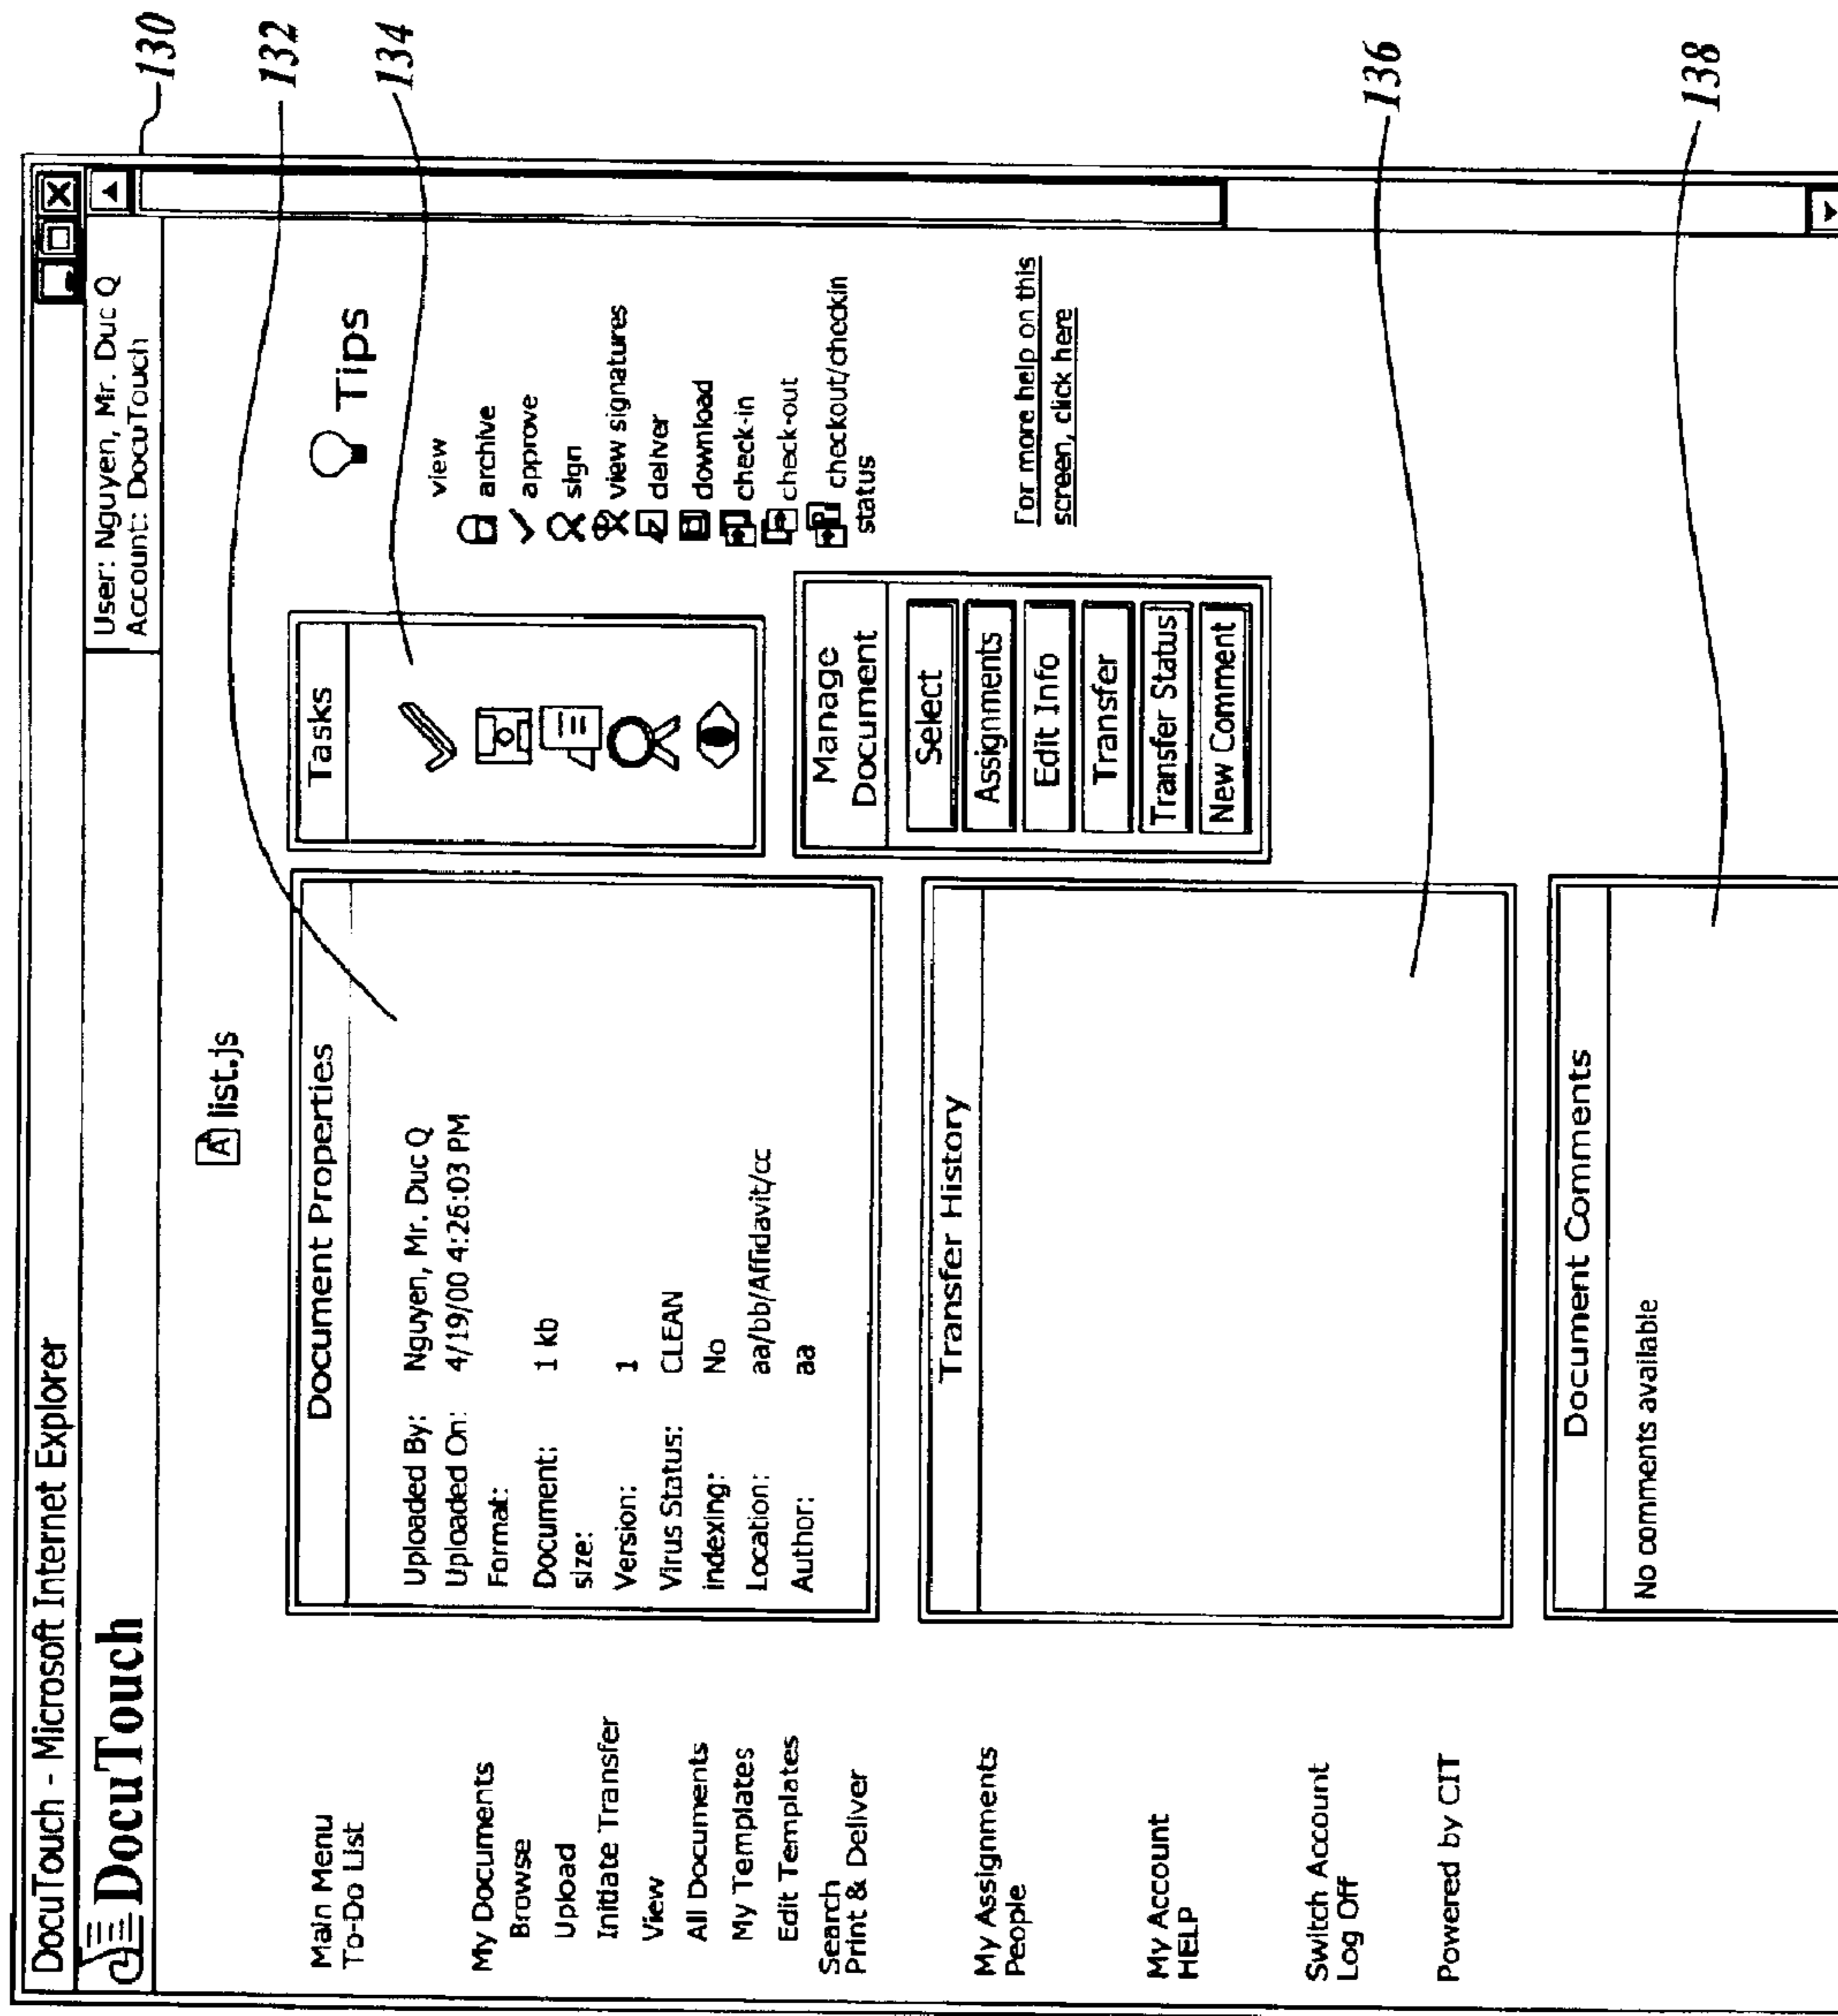 DocuTouch - Microsoft Internet Explorer
DocuTouch
User: Nguyen, Mr. Duc Q
Account: DocuTouch
130
132
134
136
138
list.js
Main Menu
To-Do List
My Documents
Browse
Upload
Initiate Transfer
View
All Documents
My Templates
Edit Templates
Search
Print & Deliver
My Assignments
People
My Account
HELP
Switch Account
Log Off
Powered by CIT
Document Properties
Uploaded By: Nguyen, Mr. Duc Q
Uploaded On: 4/19/00 4:26:03 PM
Format:
Document: 1 kb
size:
Version: 1
Virus Status: CLEAN
indexing: No
Location: aa/bb/Affidavit/cc
Author: aa
Transfer History
Document Comments
No comments available
Tasks
Manage
Document
Select
Assignments
Edit Info
Transfer
Transfer Status
New Comment
Tips
view
archive
approve
sign
view signatures
deliver
download
check-in
check-out
checkout/checkin
status
For more help on this
screen, click here